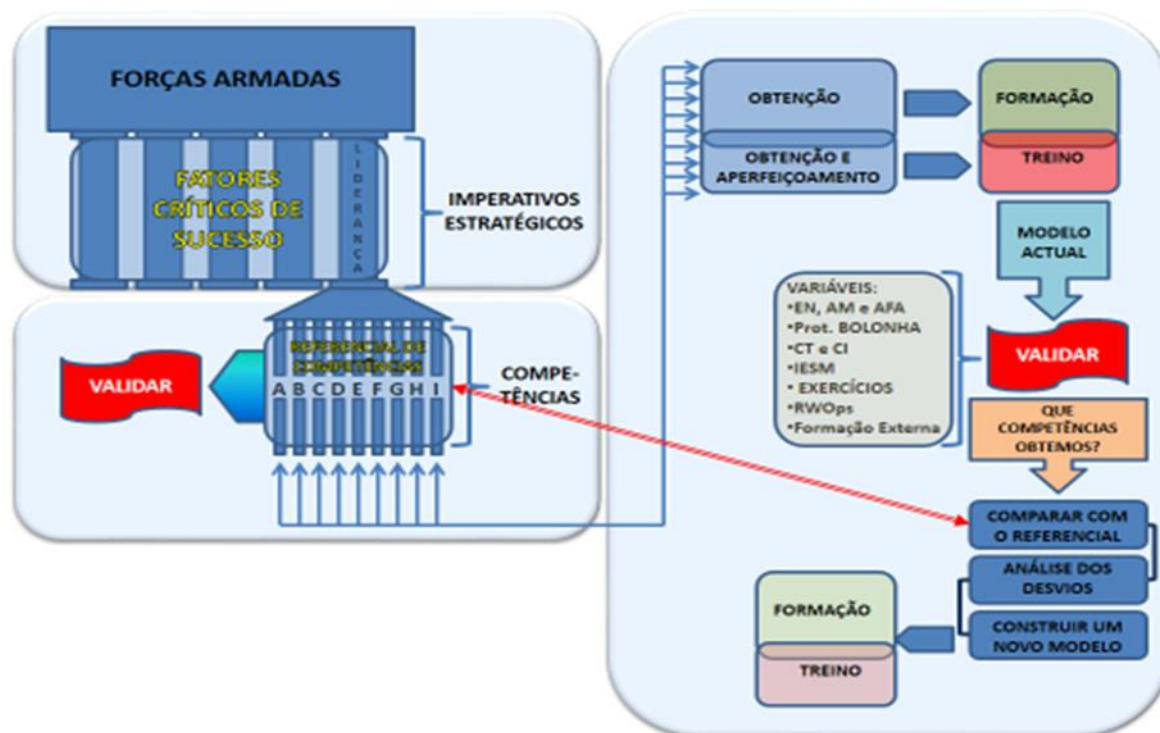 FORÇAS ARMADAS
FATORES
CRÍTICOS DE
SUCESSO
LIDERANÇA
IMPERATIVOS
ESTRATÉGICOS
REFERENCIAL DE
COMPETÊNCIAS
A B C D E F G H I
COMPE-
TÊNCIAS
VALIDAR
OBTENÇÃO
OBTENÇÃO E
APERFEIÇOAMENTO
FORMAÇÃO
TREINO
MODELO
ACTUAL
VARIÁVEIS:
•EN, AM e AFA
•Prot. BOLONHA
•CT e CI
•IESM
• EXERCÍCIOS
•RWOps
•Formação Externa
VALIDAR
QUE
COMPETÊNCIAS
OBTEMOS?
COMPARAR COM
O REFERENCIAL
ANÁLISE DOS
DESVIOS
CONSTRUIR UM
NOVO MODELO
FORMAÇÃO
TREINO